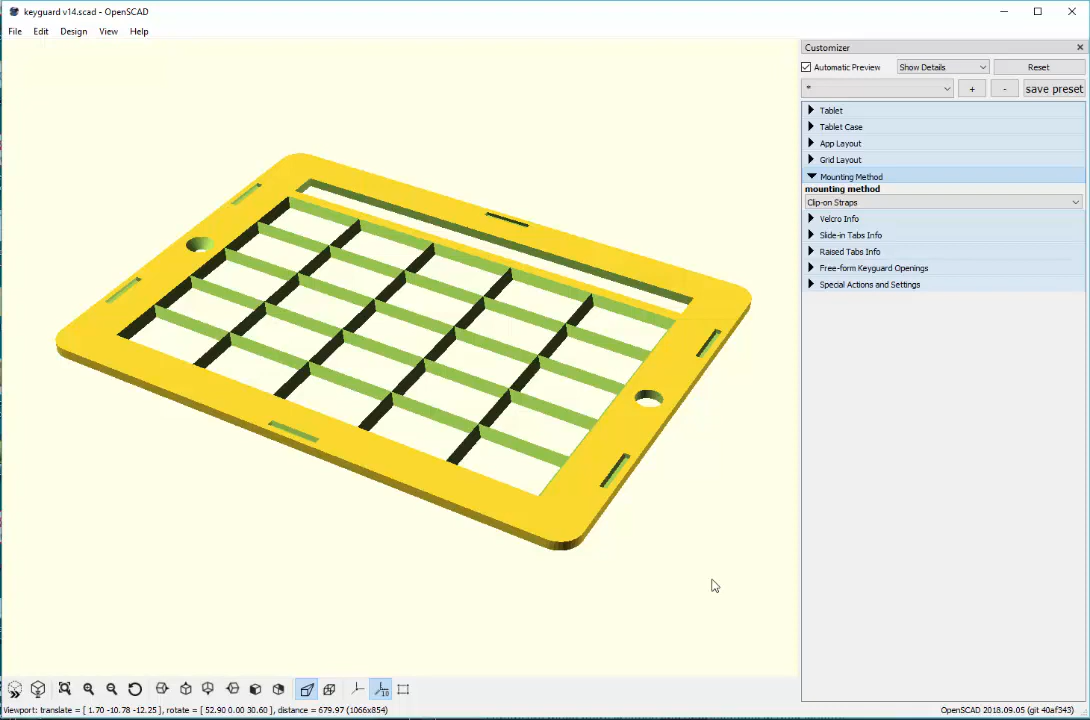 keyguard v14.scad - OpenSCAD
File Edit Design View Help
Customizer
Automatic Preview Show Details Reset
* + - save preset
Tablet
Tablet Case
App Layout
Grid Layout
Mounting Method
mounting method
Clip-on Straps
Velcro Info
Slide-in Tabs Info
Raised Tabs Info
Free-form Keyguard Openings
Special Actions and Settings
10
Viewport: translate = [ 1.70 -10.78 -12.25 ], rotate = [ 52.90 0.00 30.60 ], distance = 679.97 (1066x854)
OpenSCAD 2018.09.05 (git 40af343)